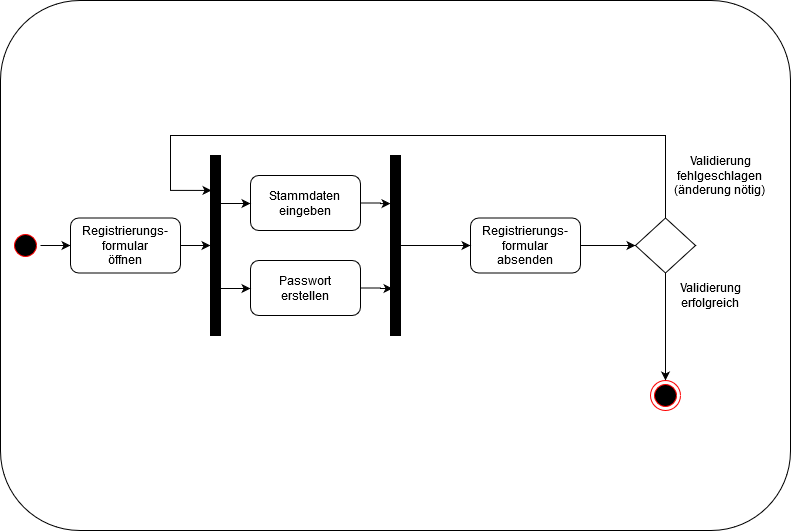 Registrierungs-
formular
öffnen
Stammdaten
eingeben
Passwort
erstellen
Registrierungs-
formular
absenden
Validierung
fehlgeschlagen
(änderung nötig)
Validierung
erfolgreich